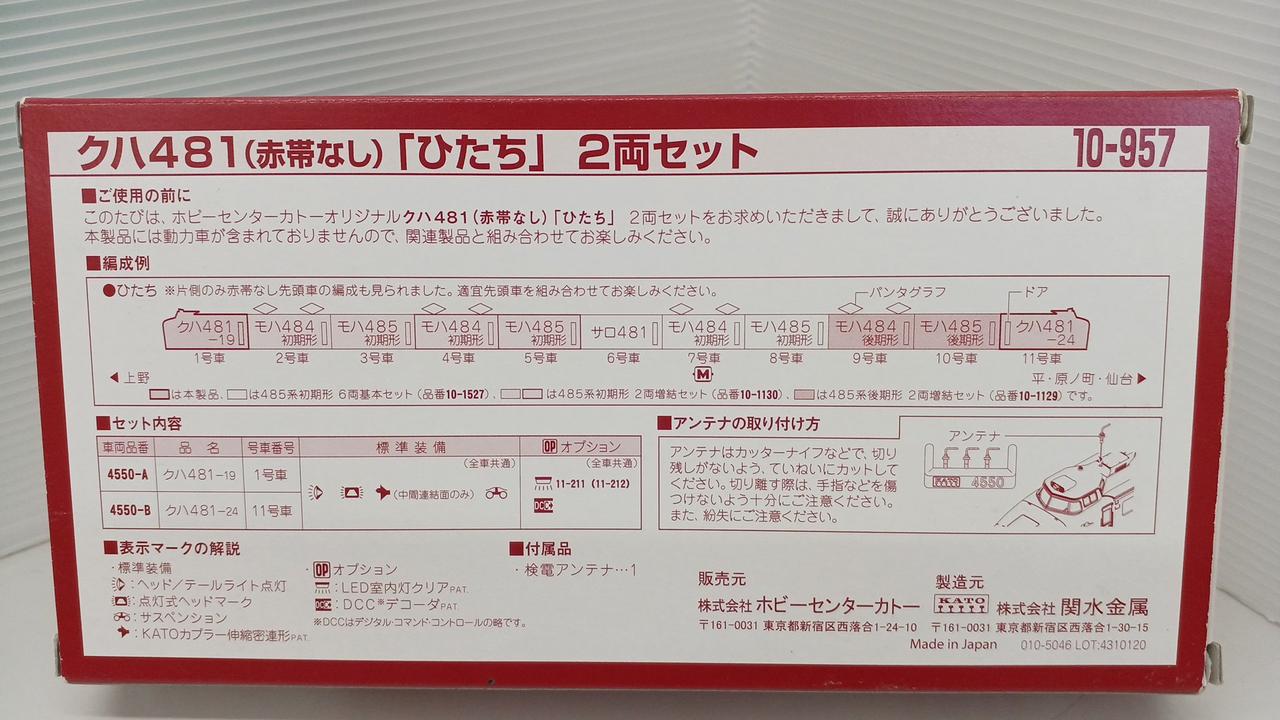 クハ481(赤帯なし)「ひたち」 2両セット
10-957
■ご使用の前に
このたびは、ホビーセンターカトーオリジナルクハ481(赤帯なし)「ひたち」 2両セットをお求めいただきまして、誠にありがとうございました。
本製品には動力車が含まれておりませんので、関連製品と組み合わせてお楽しみください。
■編成例
●ひたち ※片側のみ赤帯なし先頭車の編成も見られました。適宜先頭車を組み合わせてお楽しみください。
パンタグラフ ドア
クハ481-19 モハ484初期形 モハ485初期形 モハ484初期形 モハ485初期形 サロ481 モハ484初期形 モハ485初期形 モハ484後期形 モハ485後期形 クハ481-24
1号車 2号車 3号車 4号車 5号車 6号車 7号車 8号車 9号車 10号車 11号車
M
◀上野 平・原ノ町・仙台▶
は本製品、は485系初期形 6両基本セット(品番10-1527)、は485系初期形 2両増結セット(品番10-1130)、は485系後期形 2両増結セット(品番10-1129)です。
■セット内容
車両品番 品名 号車番号 標準装備 OPオプション
(全車共通) (全車共通)
4550-A クハ481-19 1号車
4550-B クハ481-24 11号車
(中間連結面のみ)
11-211 (11-212)
DCC
■アンテナの取り付け方
アンテナはカッターナイフなどで、切り
残しがないよう、ていねいにカットして
ください。切り離す際は、手指などを傷
つけないよう十分にご注意ください。
また、紛失にご注意ください。
アンテナ
KATO 4550
■表示マークの解説
・標準装備
：ヘッド/テールライト点灯
：点灯式ヘッドマーク
：サスペンション
：KATOカプラー伸縮密連形PAT.
・OPオプション
：LED室内灯クリアPAT.
：DCC※デコーダPAT.
※DCCはデジタル・コマンド・コントロールの略です。
■付属品
・検電アンテナ…1
販売元
株式会社 ホビーセンターカトー
〒161-0031 東京都新宿区西落合1-24-10
製造元
KATO 株式会社 関水金属
〒161-0031 東京都新宿区西落合1-30-15
Made in Japan 010-5046 LOT:4310120